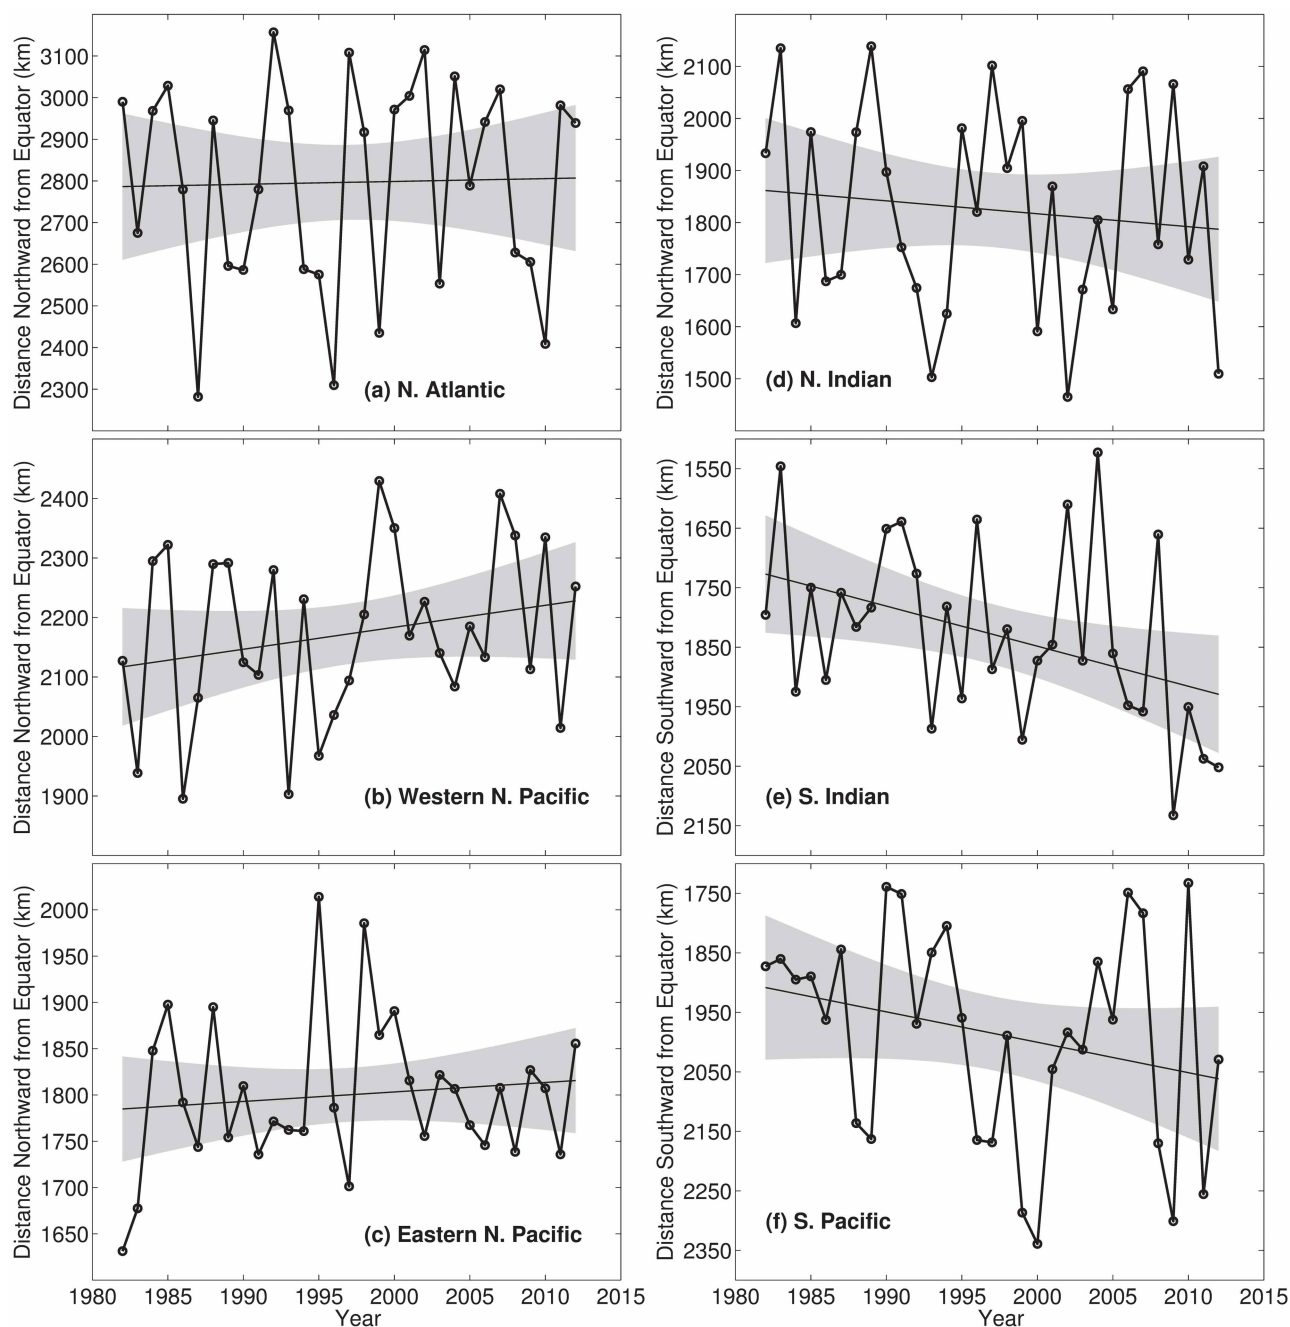 Distance Northward from Equator (km)
3100
3000
2900
2800
2700
2600
2500
2400
2300
(a) N. Atlantic
Distance Northward from Equator (km)
2100
2000
1900
1800
1700
1600
1500
(d) N. Indian
Distance Northward from Equator (km)
2400
2300
2200
2100
2000
1900
(b) Western N. Pacific
Distance Southward from Equator (km)
1550
1650
1750
1850
1950
2050
2150
(e) S. Indian
Distance Northward from Equator (km)
2000
1950
1900
1850
1800
1750
1700
1650
(c) Eastern N. Pacific
1980 1985 1990 1995 2000 2005 2010 2015
Year
Distance Southward from Equator (km)
1750
1850
1950
2050
2150
2250
2350
(f) S. Pacific
1980 1985 1990 1995 2000 2005 2010 2015
Year